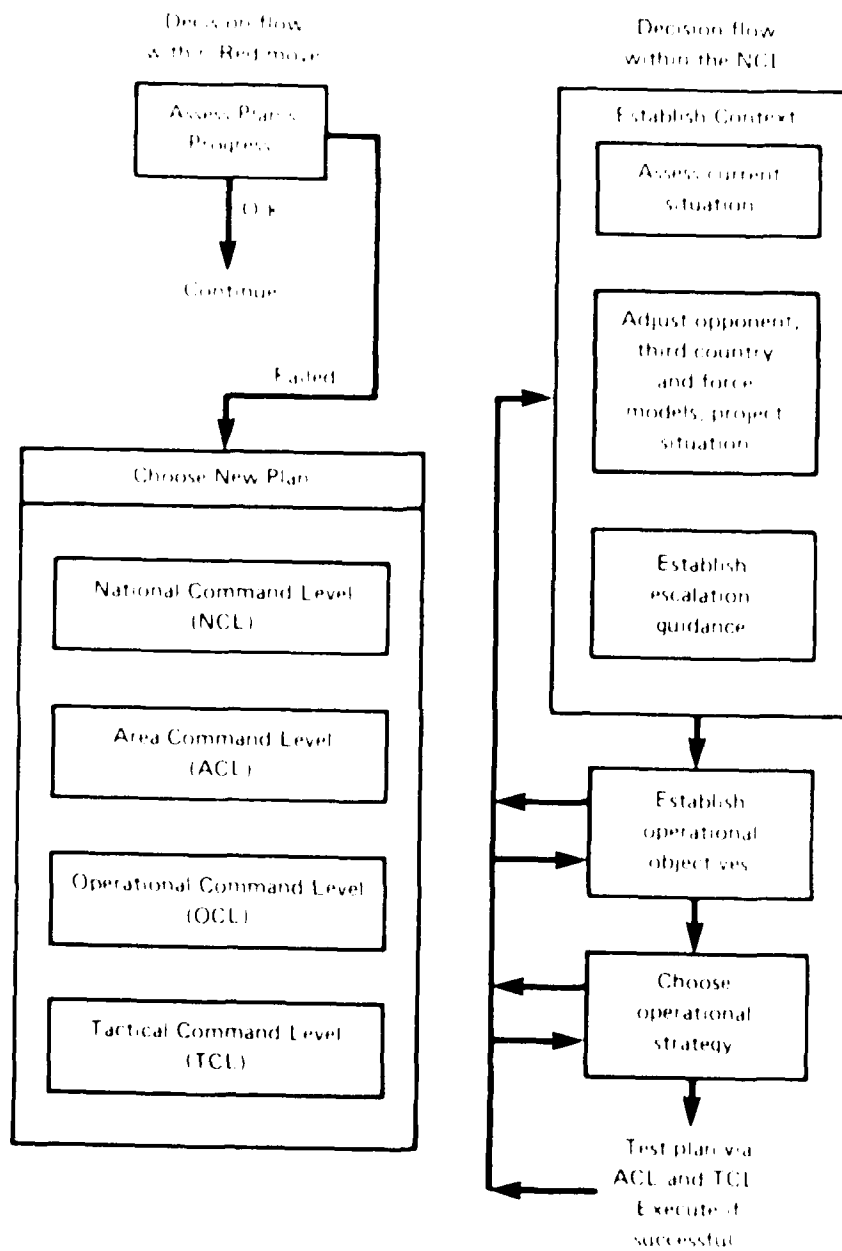 Decision flow
within Red move
Assess Plan's
Progress
O.K.
Continue
Failed
Choose New Plan
National Command Level
(NCL)
Area Command Level
(ACL)
Operational Command Level
(OCL)
Tactical Command Level
(TCL)
Decision flow
within the NCL
Establish Context
Assess current
situation
Adjust opponent,
third country
and force
models, project
situation
Establish
escalation
guidance
Establish
operational
objectives
Choose
operational
strategy
Test plan via
ACL and TCL
Execute if
successful